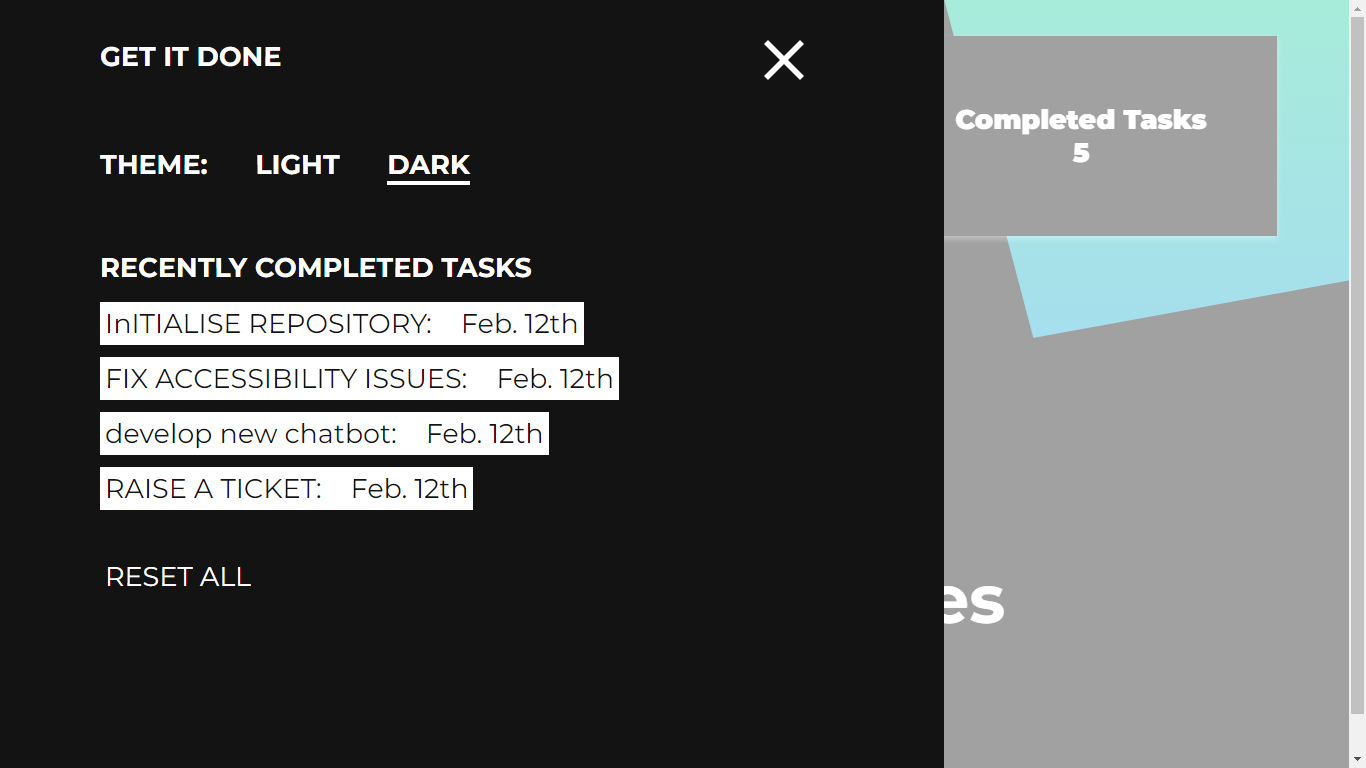 GET IT DONE
THEME: LIGHT DARK
RECENTLY COMPLETED TASKS
InITIALISE REPOSITORY: Feb. 12th
FIX ACCESSIBILITY ISSUES: Feb. 12th
develop new chatbot: Feb. 12th
RAISE A TICKET: Feb. 12th
RESET ALL
Completed Tasks
5
es